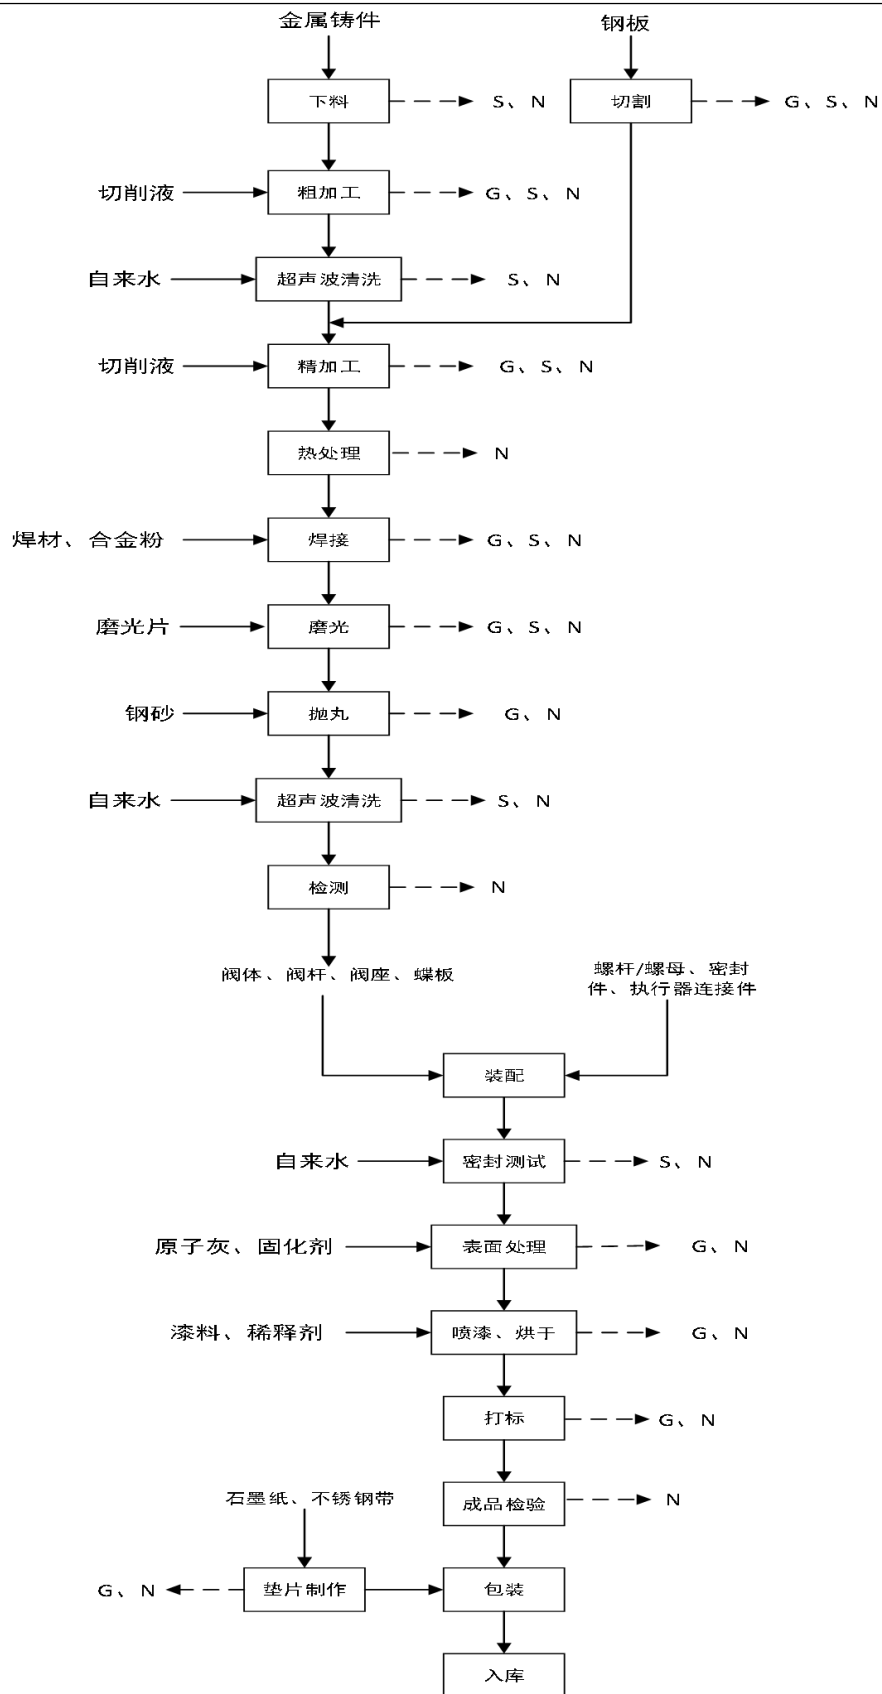 金属铸件
钢板
下料
S、N
切割
G、S、N
切削液
粗加工
G、S、N
自来水
超声波清洗
S、N
切削液
精加工
G、S、N
热处理
N
焊材、合金粉
焊接
G、S、N
磨光片
磨光
G、S、N
钢砂
抛丸
G、N
自来水
超声波清洗
S、N
检测
N
阀体、阀杆、阀座、蝶板
螺杆/螺母、密封
件、执行器连接件
装配
自来水
密封测试
S、N
原子灰、固化剂
表面处理
G、N
漆料、稀释剂
喷漆、烘干
G、N
打标
G、N
石墨纸、不锈钢带
成品检验
N
G、N
垫片制作
包装
入库